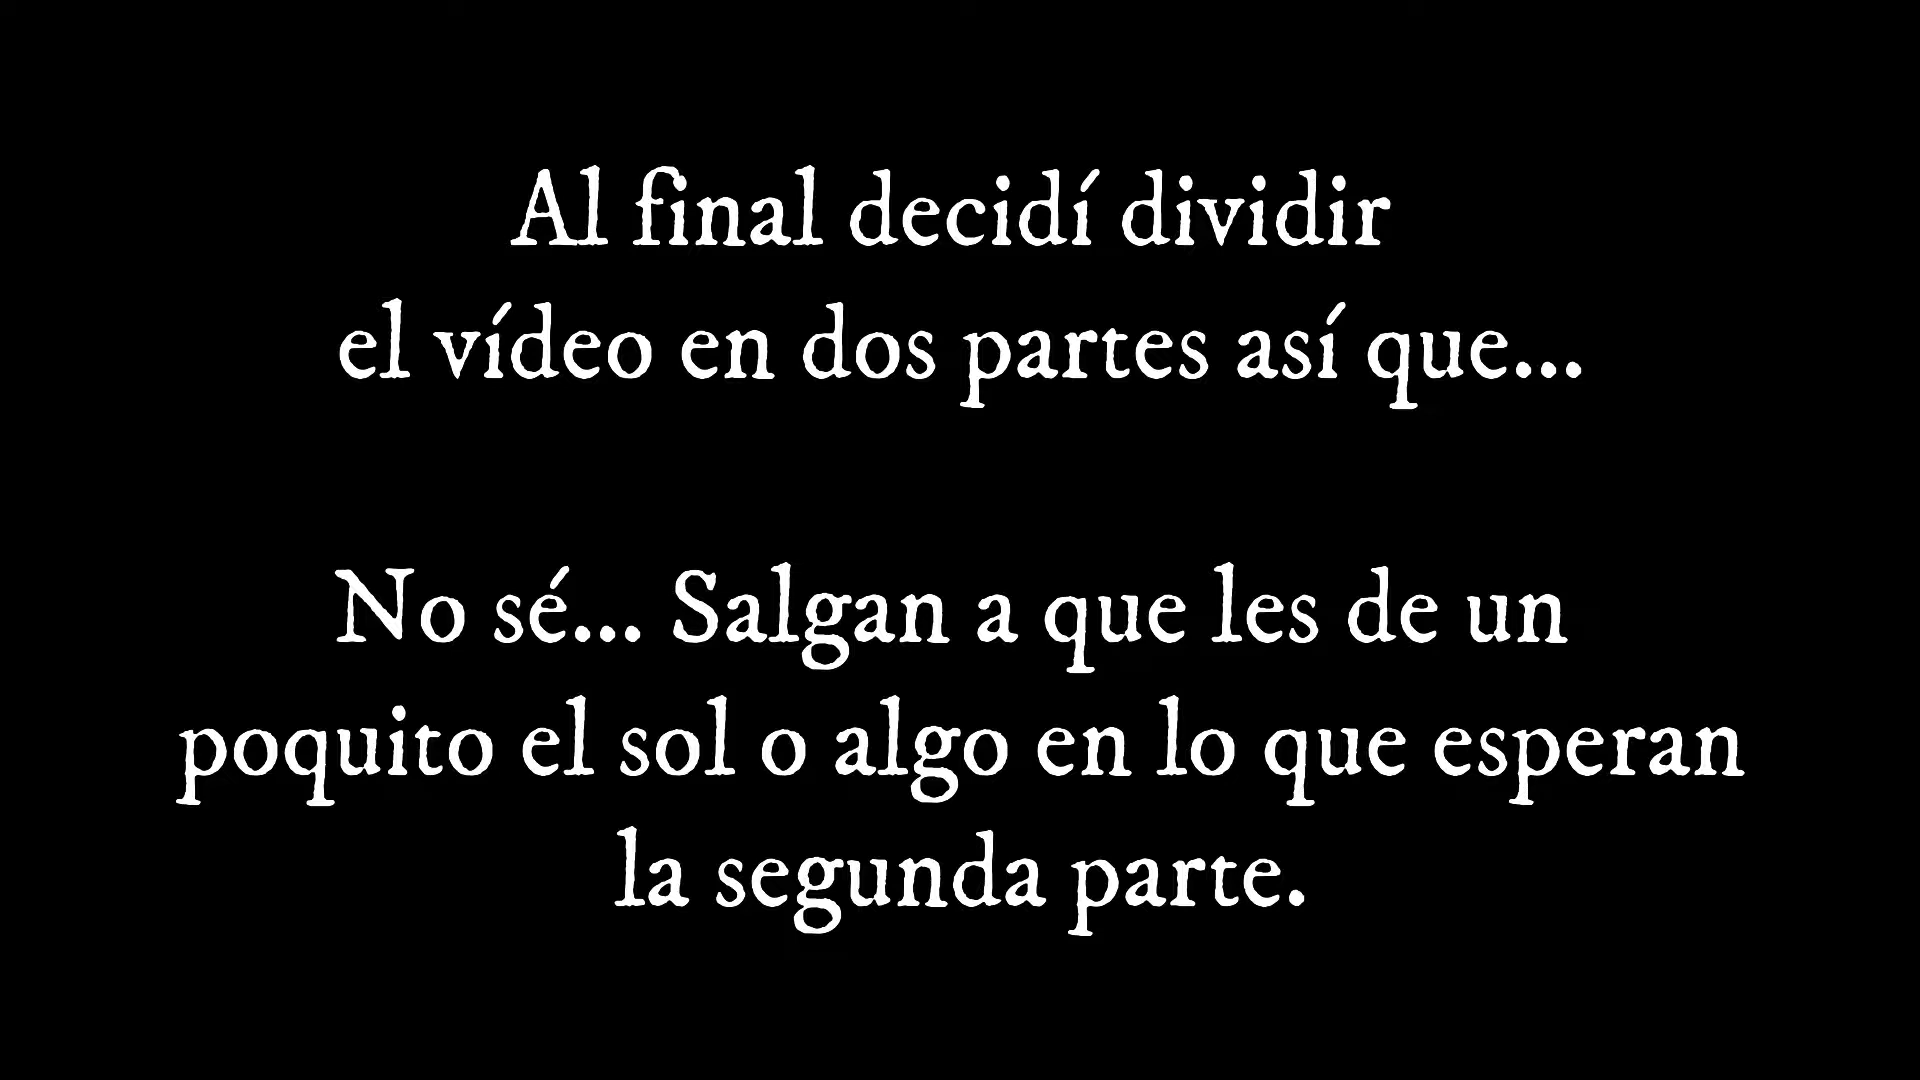 Al final decidí dividir
el vídeo en dos partes así que...
No sé... Salgan a que les de un
poquito el sol o algo en lo que esperan
la segunda parte.